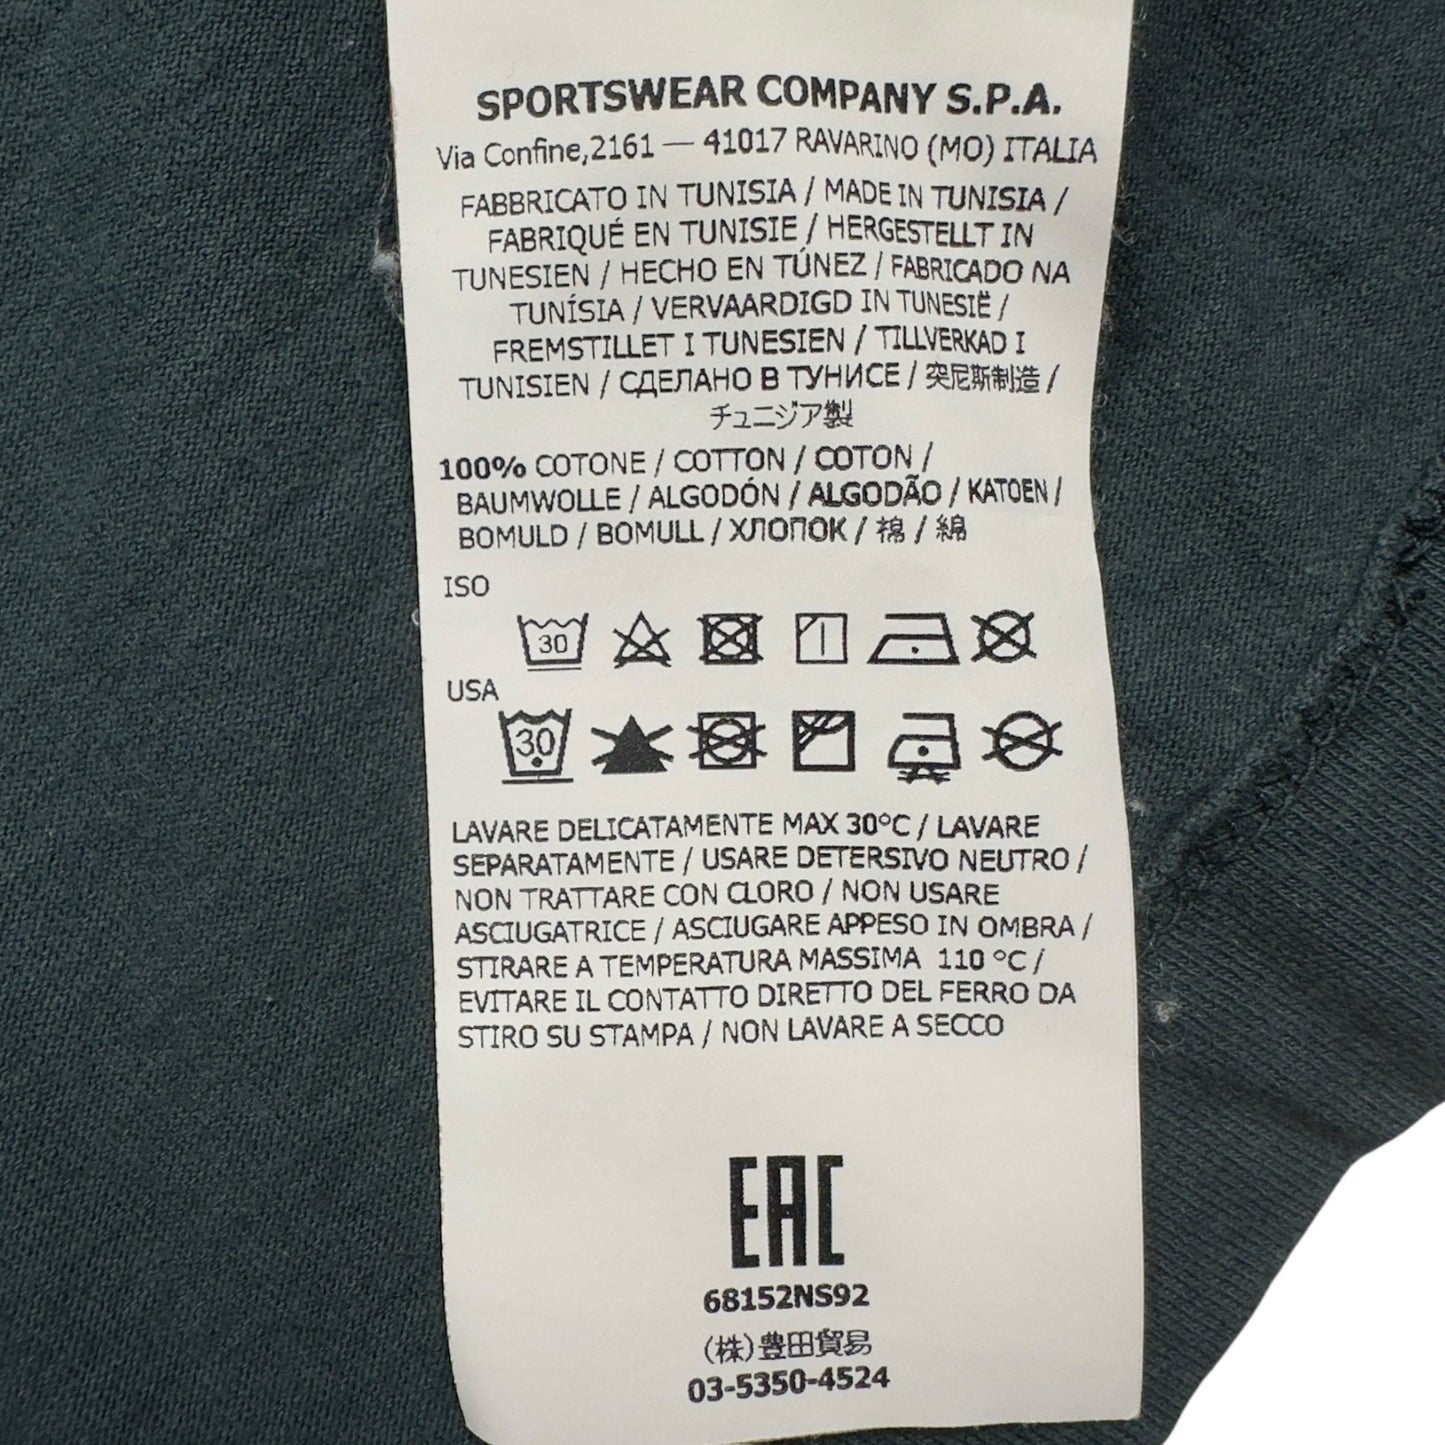 SPORTSWEAR COMPANY S.P.A.
Via Confine,2161 — 41017 RAVARINO (MO) ITALIA
FABBRICATO IN TUNISIA / MADE IN TUNISIA /
FABRIQUÉ EN TUNISIE / HERGESTELLT IN
TUNESIEN / HECHO EN TÚNEZ / FABRICADO NA
TUNÍSIA / VERVAARDIGD IN TUNESIË /
FREMSTILLET I TUNESIEN / TILLVERKAD I
TUNISIEN / СДЕЛАНО В ТУНИСЕ / 突尼斯制造 /
チュニジア製
100% COTONE / COTTON / COTON /
BAUMWOLLE / ALGODÓN / ALGODÃO / KATOEN /
BOMULD / BOMULL / ХЛОПОК / 棉 / 綿
ISO
30
USA
30
LAVARE DELICATAMENTE MAX 30°C / LAVARE
SEPARATAMENTE / USARE DETERSIVO NEUTRO /
NON TRATTARE CON CLORO / NON USARE
ASCIUGATRICE / ASCIUGARE APPESO IN OMBRA /
STIRARE A TEMPERATURA MASSIMA 110 °C /
EVITARE IL CONTATTO DIRETTO DEL FERRO DA
STIRO SU STAMPA / NON LAVARE A SECCO
EAC
68152NS92
(株)豊田貿易
03-5350-4524